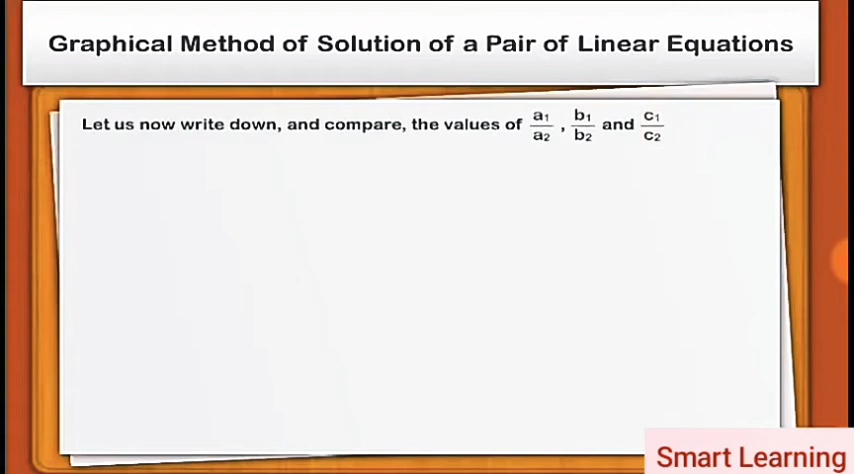 Graphical Method of Solution of a Pair of Linear Equations
Let us now write down, and compare, the values of a₁/a₂ , b₁/b₂ and c₁/c₂
Smart Learning